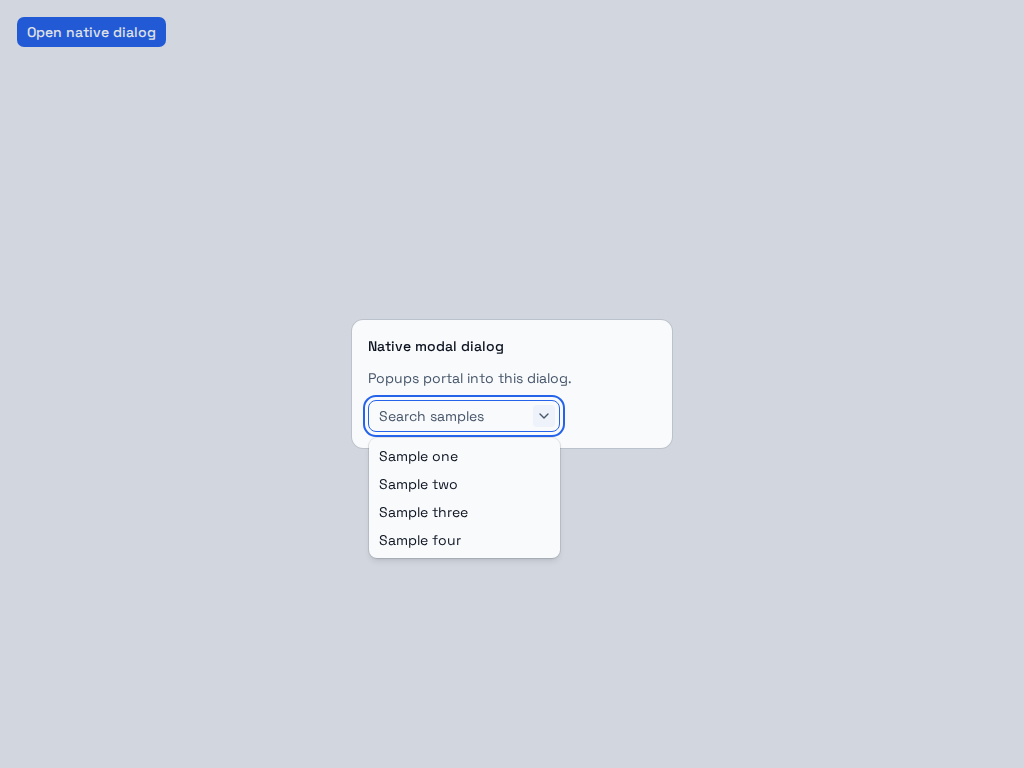 Open native dialog
Native modal dialog
Popups portal into this dialog.
Search samples
Sample one
Sample two
Sample three
Sample four